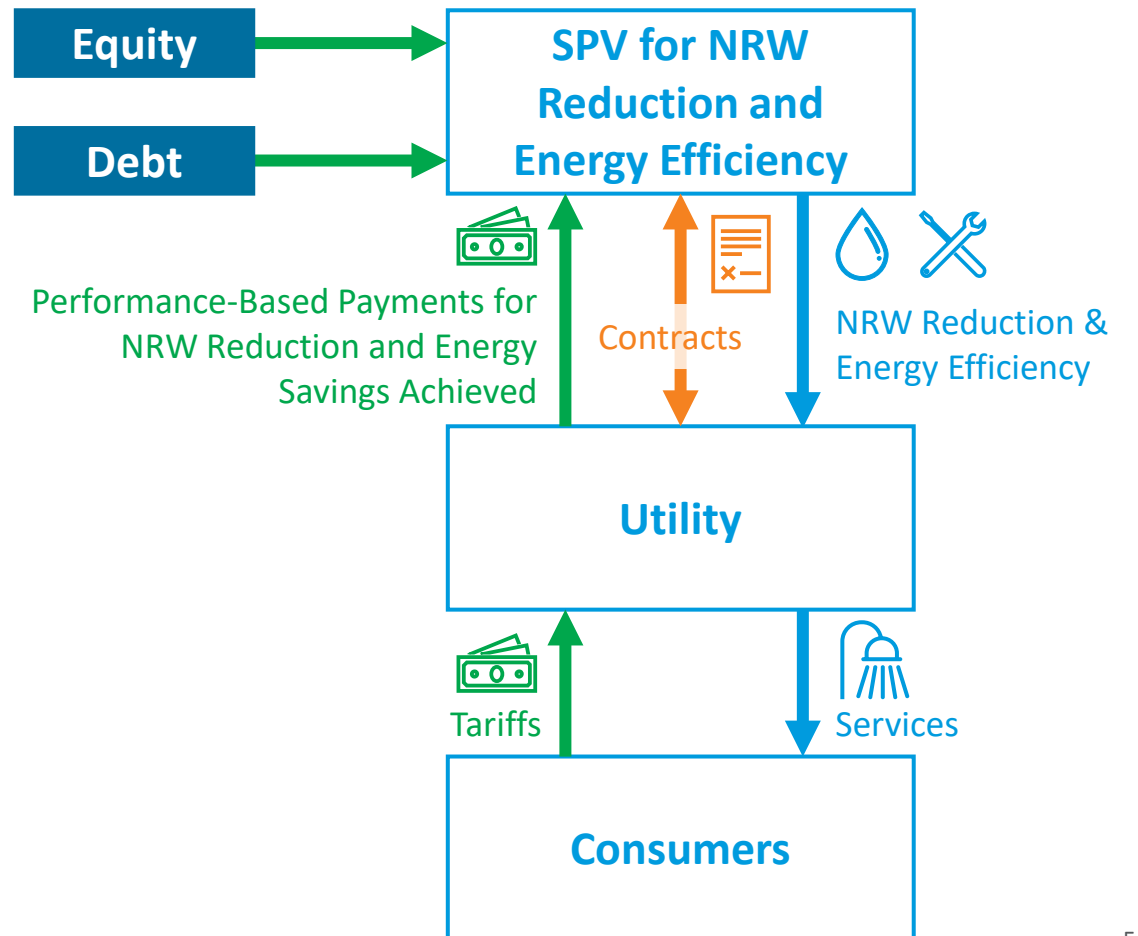 Equity
SPV for NRW
Reduction and
Energy Efficiency
Debt
Performance-Based Payments for
NRW Reduction and Energy
Savings Achieved
Contracts
NRW Reduction &
Energy Efficiency
Utility
Tariffs
Services
Consumers